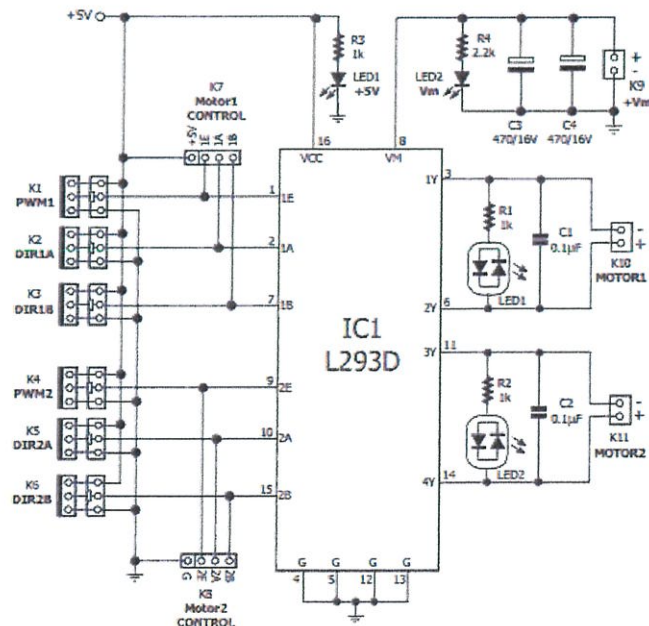 +5V
R3
1k
LED1
+5V
R4
2.2k
LED2
Vm
C3
470/16V
C4
470/16V
+
-
K9
+Vm
K7
Motor1
CONTROL
+5V
1E
1A
1B
16
VCC
8
VM
K1
PWM1
1
1E
K2
DIR1A
2
1A
K3
DIR1B
7
1B
K4
PWM2
9
2E
K5
DIR2A
10
2A
K6
DIR2B
15
2B
IC1
L293D
1Y
3
R1
1k
LED1
C1
0.1µF
-
+
K10
MOTOR1
2Y
6
3Y
11
R2
1k
LED2
C2
0.1µF
-
+
K11
MOTOR2
4Y
14
G
2E
2A
2B
K8
Motor2
CONTROL
G G G G
4 5 12 13